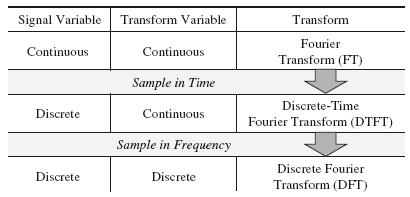 Signal Variable Transform Variable Transform
Continuous Continuous Fourier
Transform (FT)
Sample in Time
Discrete Continuous Discrete-Time
Fourier Transform (DTFT)
Sample in Frequency
Discrete Discrete Discrete Fourier
Transform (DFT)